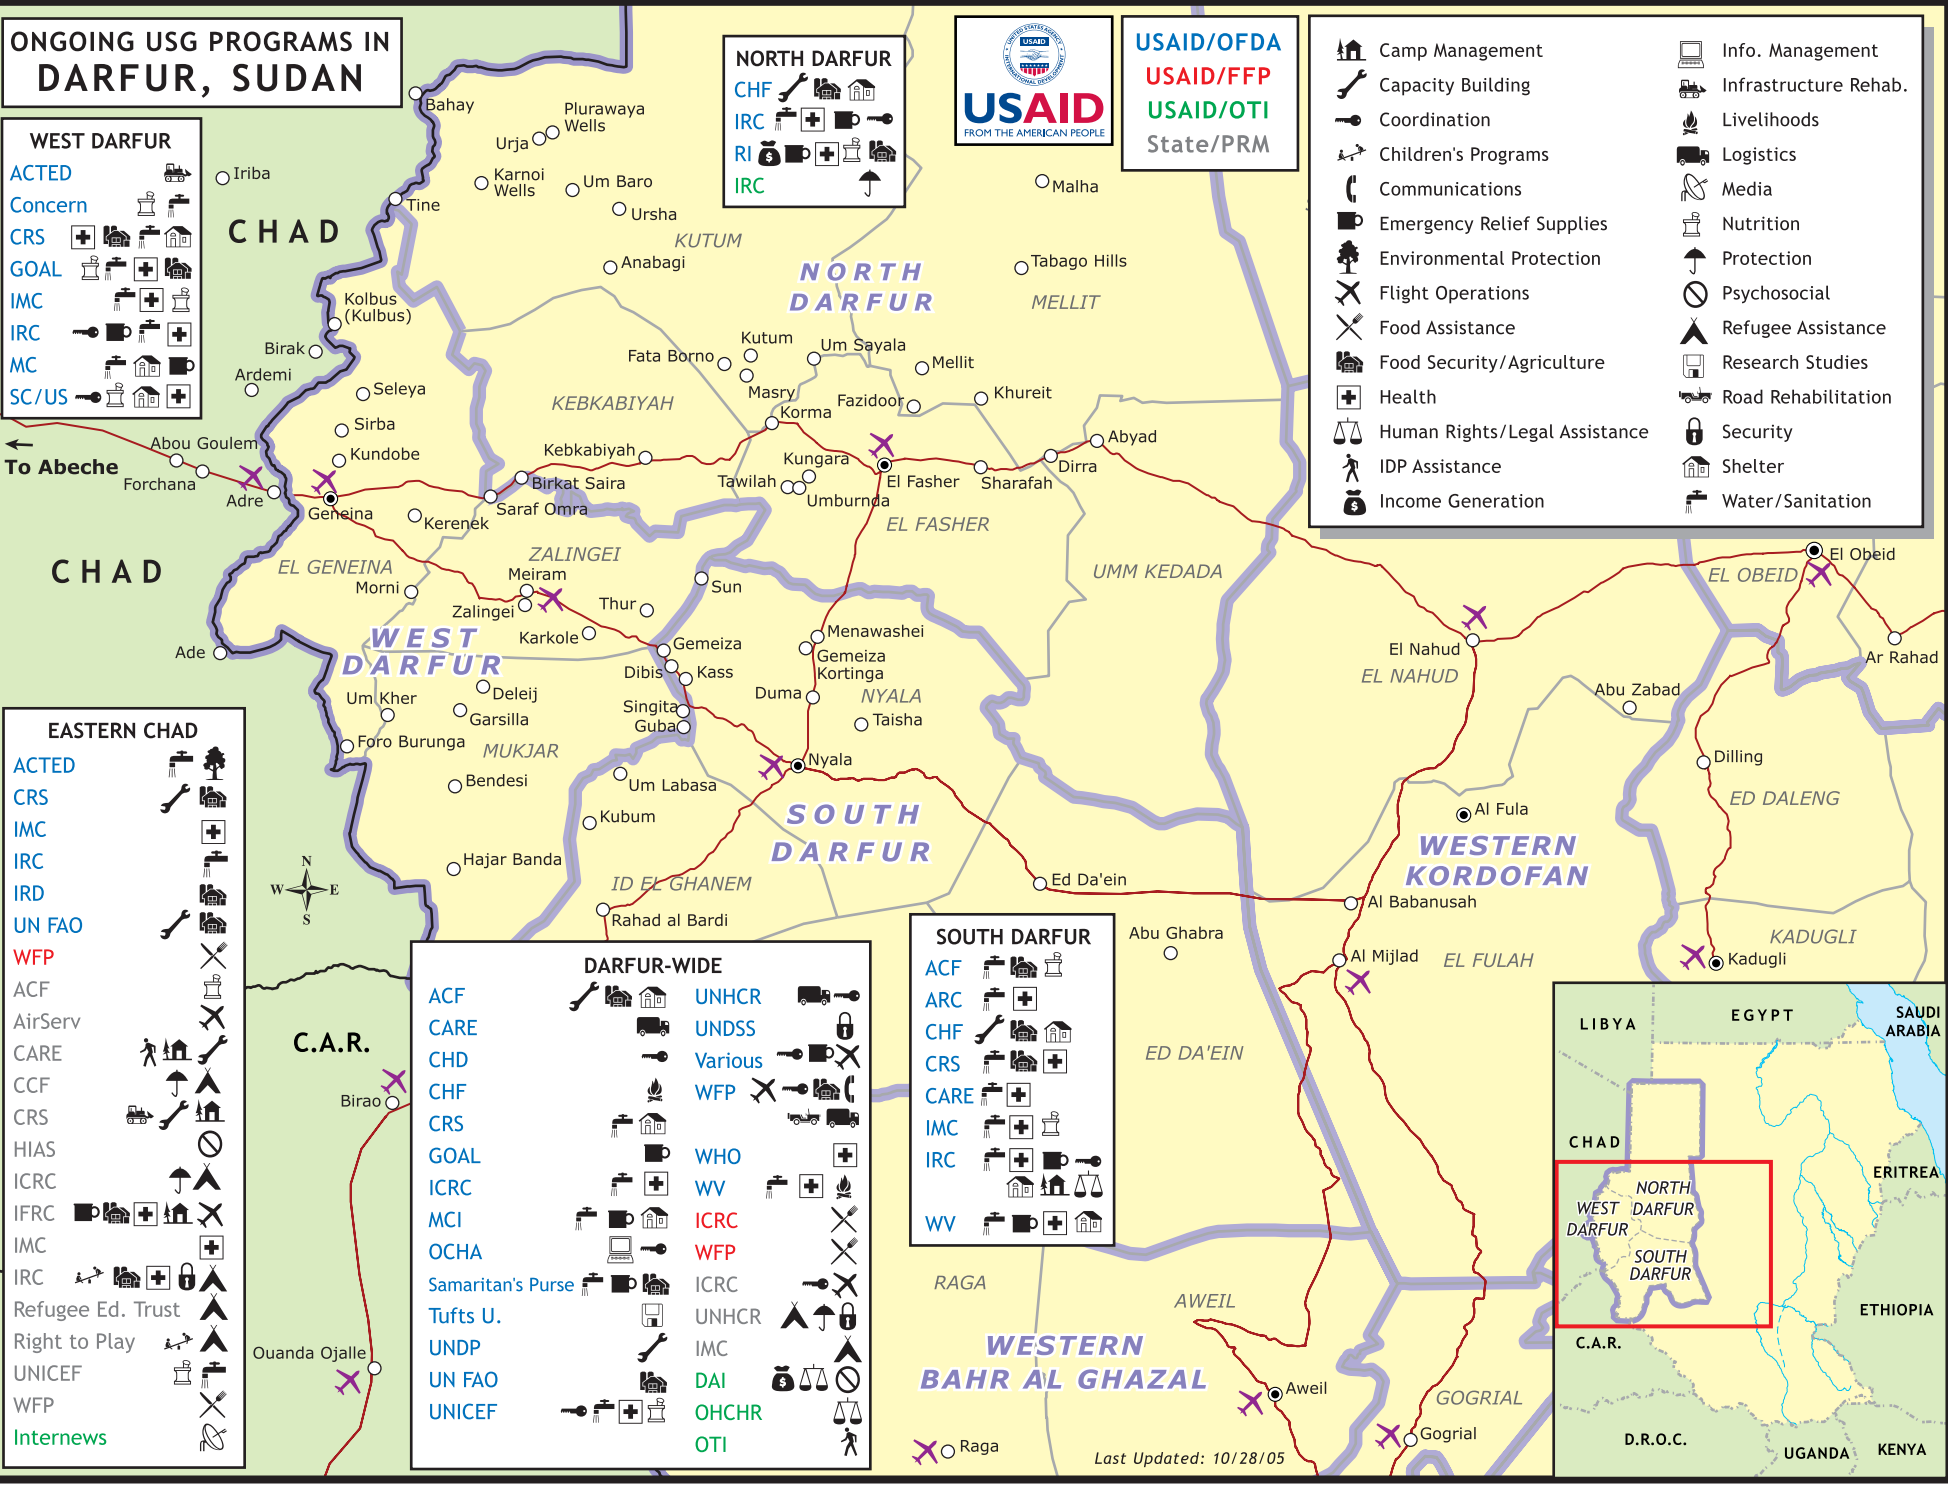 ONGOING USG PROGRAMS IN
DARFUR, SUDAN
WEST DARFUR
ACTED
Concern
CRS
GOAL
IMC
IRC
MC
SC/US
NORTH DARFUR
CHF
IRC
RI
IRC
UNITED STATES AGENCY
USAID
INTERNATIONAL DEVELOPMENT
USAID
FROM THE AMERICAN PEOPLE
USAID/OFDA
USAID/FFP
USAID/OTI
State/PRM
Camp Management
Capacity Building
Coordination
Children's Programs
Communications
Emergency Relief Supplies
Environmental Protection
Flight Operations
Food Assistance
Food Security/Agriculture
Health
Human Rights/Legal Assistance
IDP Assistance
Income Generation
Info. Management
Infrastructure Rehab.
Livelihoods
Logistics
Media
Nutrition
Protection
Psychosocial
Refugee Assistance
Research Studies
Road Rehabilitation
Security
Shelter
Water/Sanitation
Bahay
Plurawaya
Wells
Urja
Karnoi
Wells
Um Baro
Ursha
Iriba
Tine
CHAD
KUTUM
Anabagi
Malha
Tabago Hills
MELLIT
NORTH
DARFUR
Kolbus
(Kulbus)
Birak
Ardemi
Seleya
Sirba
Kundobe
Kutum
Fata Borno
Masry
Um Sayala
Mellit
Khureit
Fazidoor
KEBKABIYAH
Korma
Abyad
Dirra
Sharafah
El Fasher
EL FASHER
Kungara
Tawilah
Umburnda
Kebkabiyah
Birkat Saira
Saraf Omra
Abou Goulem
To Abeche
Forchana
Adre
Geneina
Kerenek
CHAD
EL GENEINA
ZALINGEI
Morni
Meiram
Zalingei
Thur
Karkole
Sun
UMM KEDADA
WEST
DARFUR
Ade
Gemeiza
Dibis
Kass
Menawashei
Gemeiza
Kortinga
Duma
NYALA
Taisha
Um Kher
Deleij
Garsilla
Singita
Guba
Foro Burunga
MUKJAR
Bendesi
Nyala
Um Labasa
Kubum
SOUTH
DARFUR
Hajar Banda
ID EL GHANEM
Rahad al Bardi
Ed Da'ein
El Obeid
EL OBEID
El Nahud
EL NAHUD
Ar Rahad
Abu Zabad
Dilling
ED DALENG
Al Fula
WESTERN
KORDOFAN
Al Babanusah
Abu Ghabra
Al Mijlad
EL FULAH
KADUGLI
Kadugli
ED DA'EIN
EASTERN CHAD
ACTED
CRS
IMC
IRC
IRD
UN FAO
WFP
ACF
AirServ
CARE
CCF
CRS
HIAS
ICRC
IFRC
IMC
IRC
Refugee Ed. Trust
Right to Play
UNICEF
WFP
Internews
N
W E
S
C.A.R.
Birao
Ouanda Ojalle
DARFUR-WIDE
ACF
CARE
CHD
CHF
CRS
GOAL
ICRC
MCI
OCHA
Samaritan's Purse
Tufts U.
UNDP
UN FAO
UNICEF
UNHCR
UNDSS
Various
WFP
WHO
WV
ICRC
WFP
ICRC
UNHCR
IMC
DAI
OHCHR
OTI
SOUTH DARFUR
ACF
ARC
CHF
CRS
CARE
IMC
IRC
WV
RAGA
AWEIL
WESTERN
BAHR AL GHAZAL
Aweil
GOGRIAL
Gogrial
Raga
Last Updated: 10/28/05
LIBYA
EGYPT
SAUDI
ARABIA
CHAD
ERITREA
NORTH
DARFUR
WEST
DARFUR
SOUTH
DARFUR
ETHIOPIA
C.A.R.
D.R.O.C.
UGANDA
KENYA